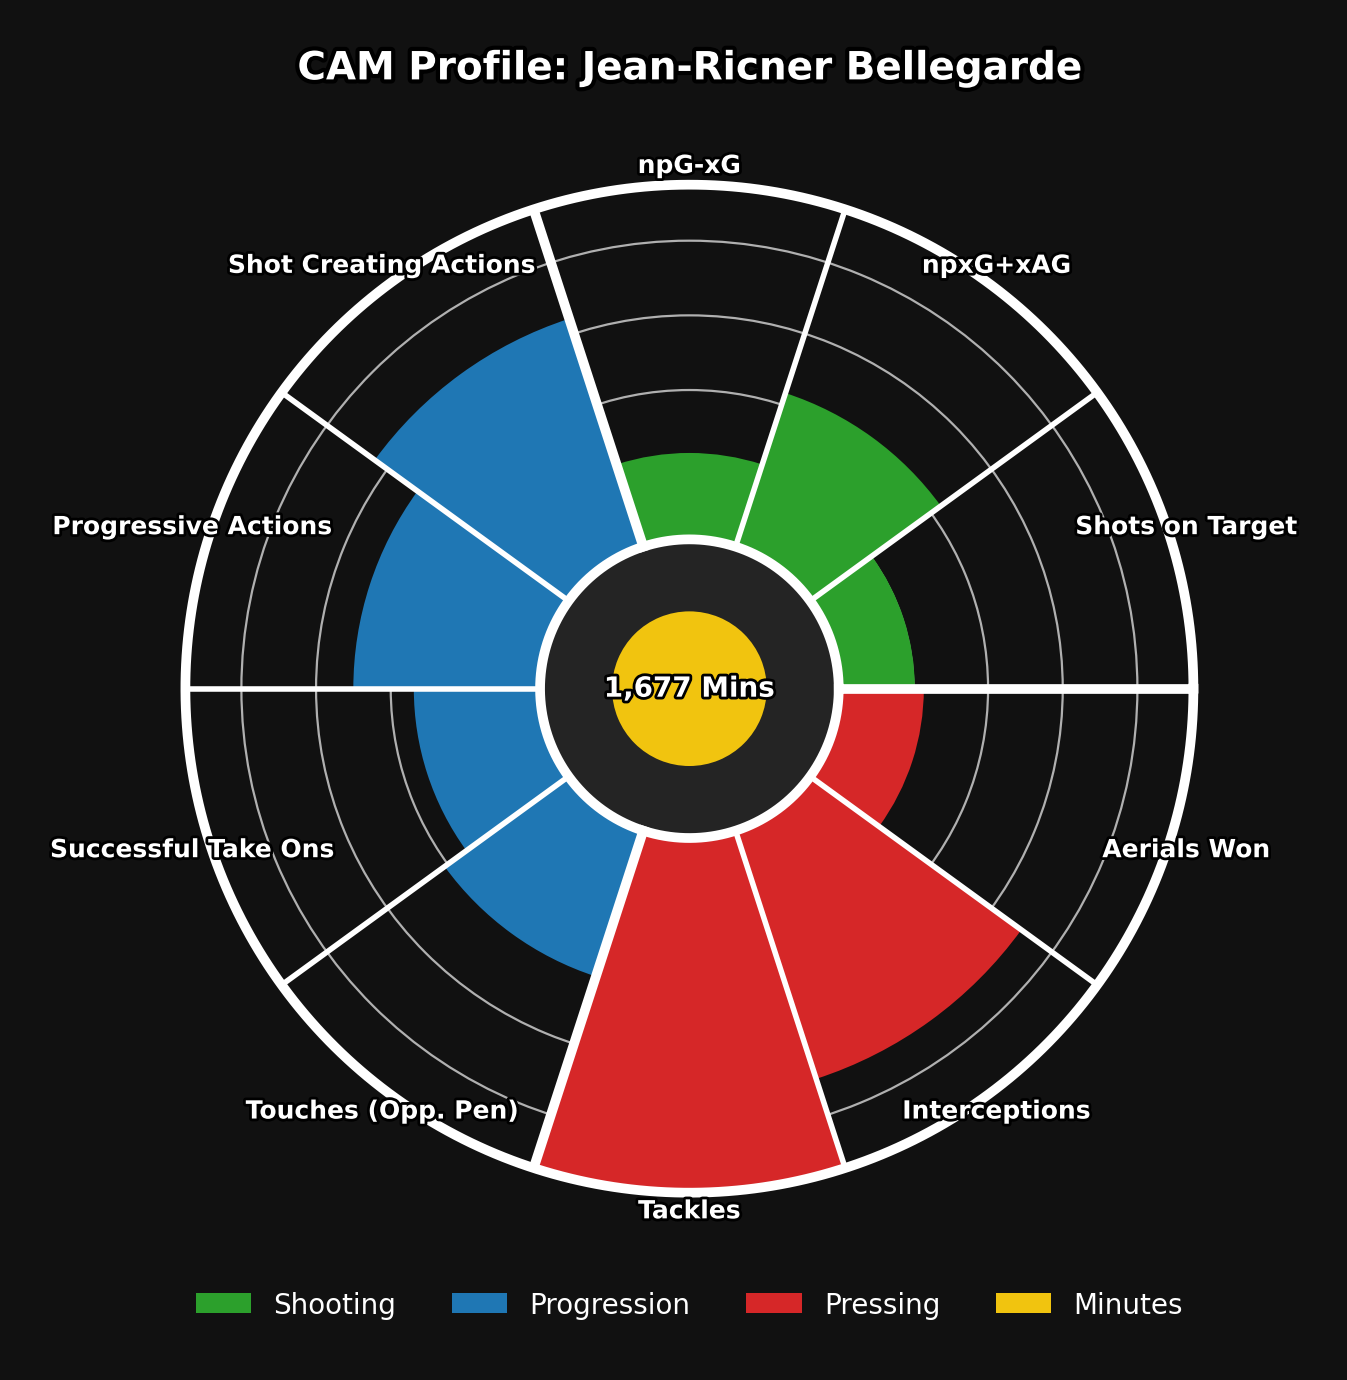 CAM Profile: Jean-Ricner Bellegarde
npG-xG
Shot Creating Actions
npxG+xAG
Progressive Actions
Shots on Target
1,677 Mins
Successful Take Ons
Aerials Won
Touches (Opp. Pen)
Interceptions
Tackles
Shooting
Progression
Pressing
Minutes